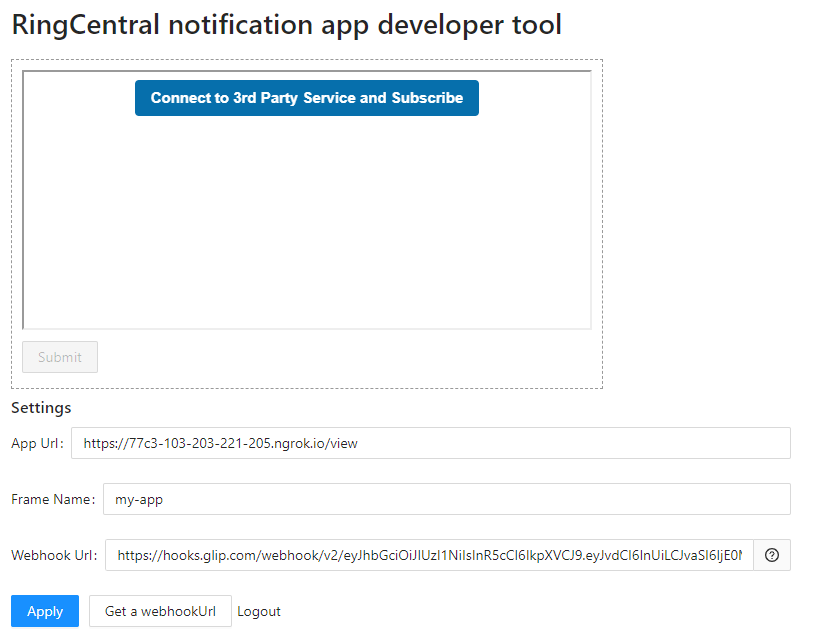 RingCentral notification app developer tool
Connect to 3rd Party Service and Subscribe
Submit
Settings
App Url: https://77c3-103-203-221-205.ngrok.io/view
Frame Name: my-app
Webhook Url: https://hooks.glip.com/webhook/v2/eyJhbGciOiJIUzI1NiIsInR5cCI6IkpXVCJ9.eyJvdCI6InUiLCJvaSI6IjE0N
Apply Get a webhookUrl Logout